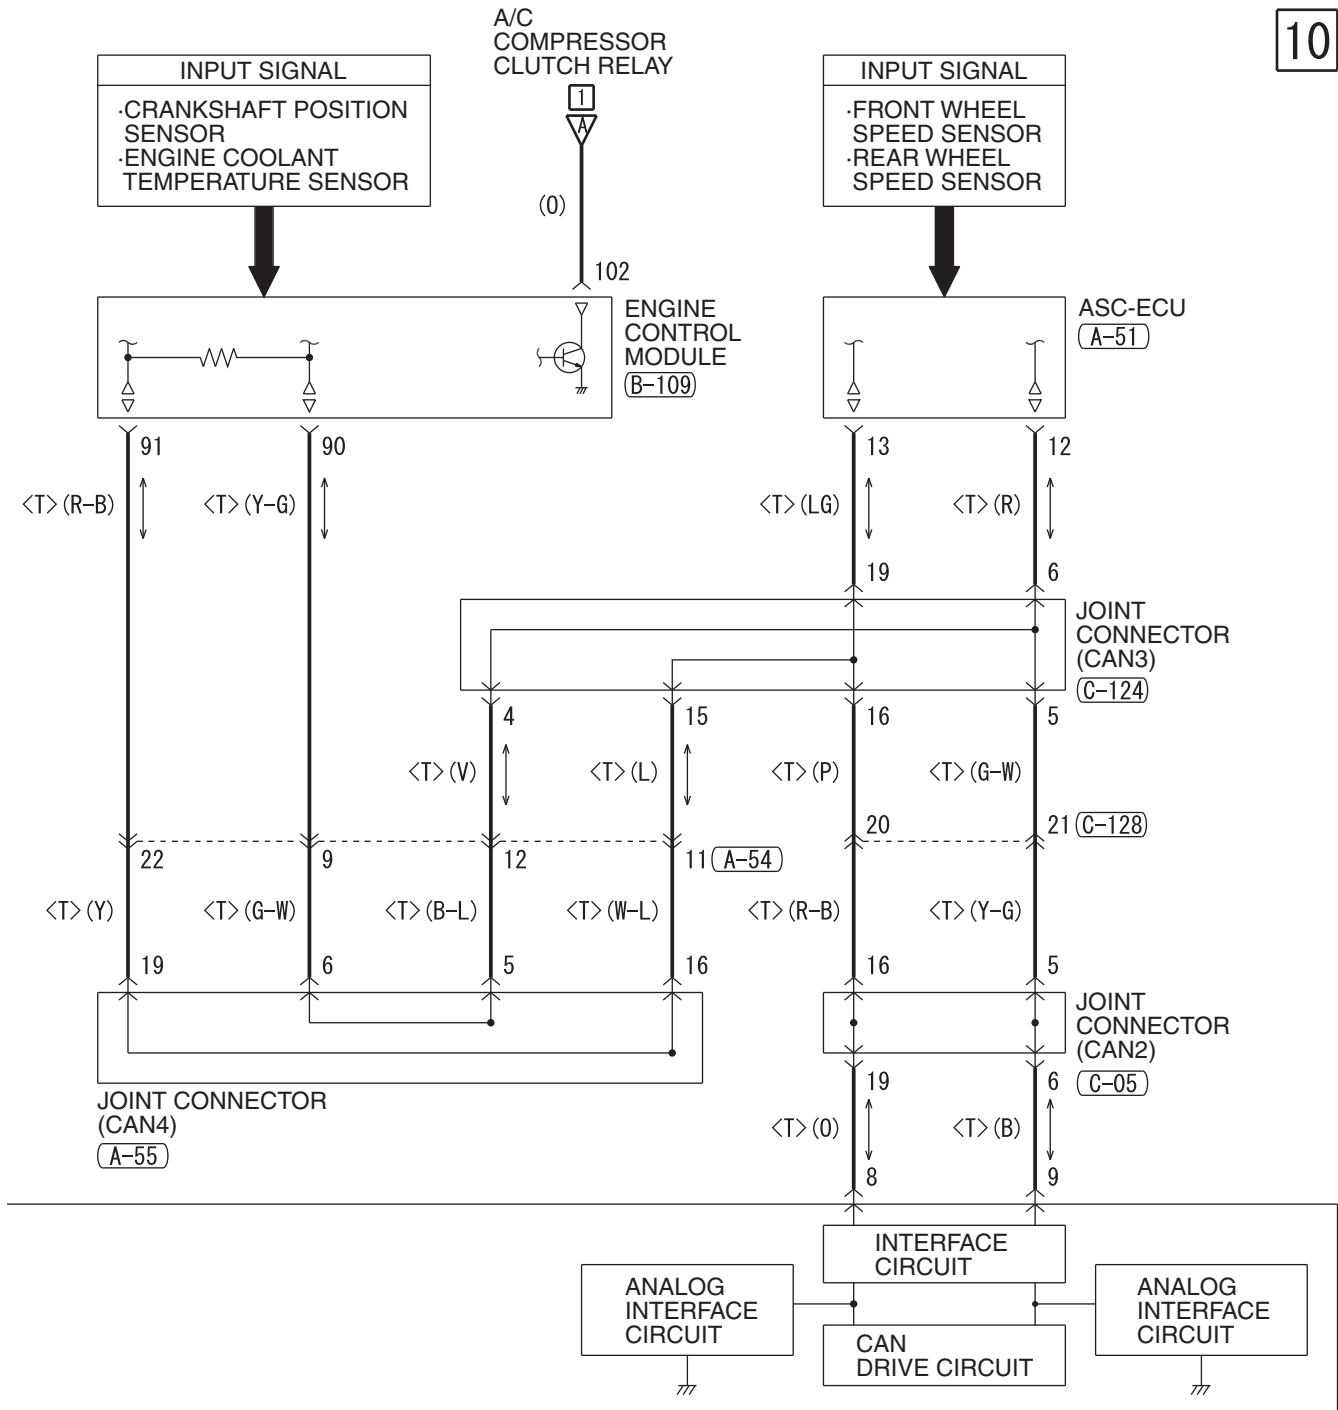 10
A/C
COMPRESSOR
CLUTCH RELAY
1
A
INPUT SIGNAL
·CRANKSHAFT POSITION
SENSOR
·ENGINE COOLANT
TEMPERATURE SENSOR
INPUT SIGNAL
·FRONT WHEEL
SPEED SENSOR
·REAR WHEEL
SPEED SENSOR
(O)
102
ENGINE
CONTROL
MODULE
B-109
ASC-ECU
A-51
91
90
13
12
<T>(R-B)
<T>(Y-G)
<T>(LG)
<T>(R)
19
6
JOINT
CONNECTOR
(CAN3)
C-124
4
15
16
5
<T>(V)
<T>(L)
<T>(P)
<T>(G-W)
20
21
C-128
22
9
12
11
A-54
<T>(Y)
<T>(G-W)
<T>(B-L)
<T>(W-L)
<T>(R-B)
<T>(Y-G)
19
6
5
16
16
5
JOINT
CONNECTOR
(CAN2)
C-05
JOINT CONNECTOR
(CAN4)
A-55
19
6
<T>(O)
<T>(B)
8
9
INTERFACE
CIRCUIT
ANALOG
INTERFACE
CIRCUIT
CAN
DRIVE CIRCUIT
ANALOG
INTERFACE
CIRCUIT